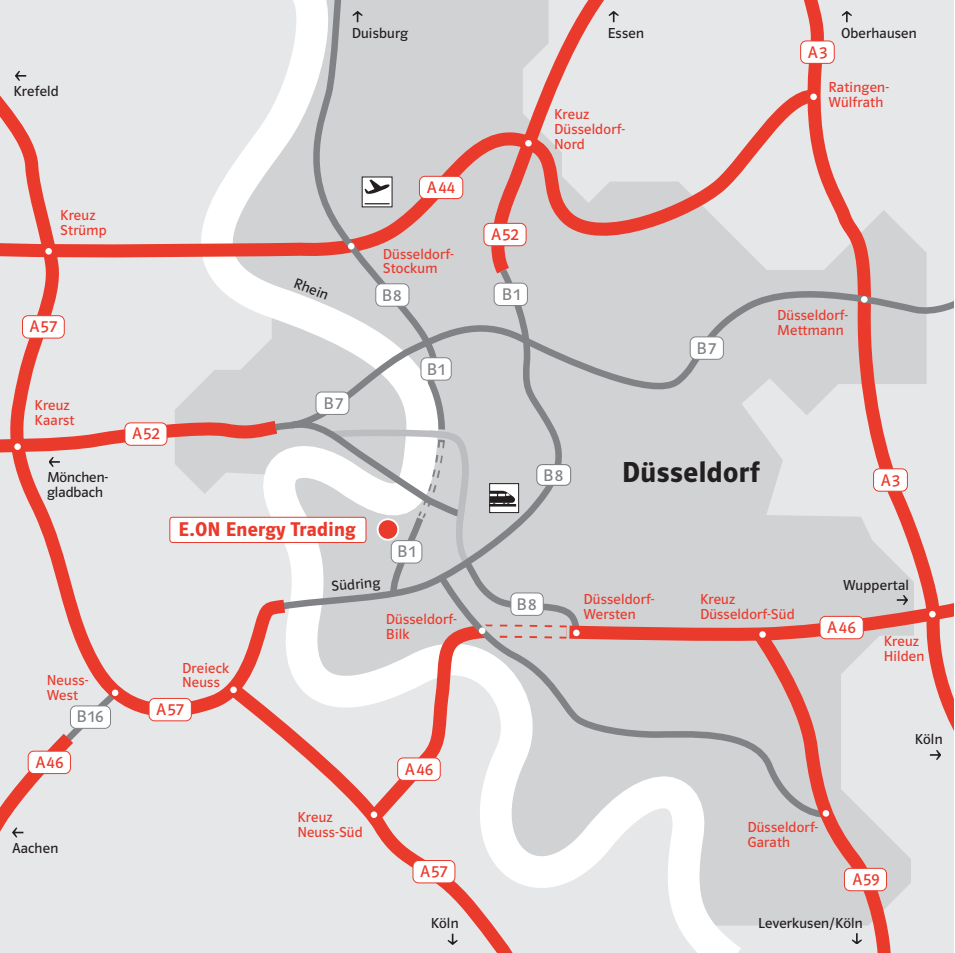 ↑
Duisburg
↑
Essen
↑
Oberhausen
A3
←
Krefeld
Ratingen-
Wülfrath
Kreuz
Düsseldorf-
Nord
A44
Kreuz
Strümp
A52
Düsseldorf-
Stockum
Rhein
B8
B1
A57
Düsseldorf-
Mettmann
B7
B1
B7
Kreuz
Kaarst
A52
←
Mönchen-
gladbach
B8
Düsseldorf
A3
E.ON Energy Trading
B1
Südring
Wuppertal
→
B8
Düsseldorf-
Wersten
Kreuz
Düsseldorf-Süd
Düsseldorf-
Bilk
A46
Kreuz
Hilden
Dreieck
Neuss
Neuss-
West
B16
A57
Köln
→
A46
A46
Kreuz
Neuss-Süd
←
Aachen
Düsseldorf-
Garath
A57
A59
Köln
↓
Leverkusen/Köln
↓